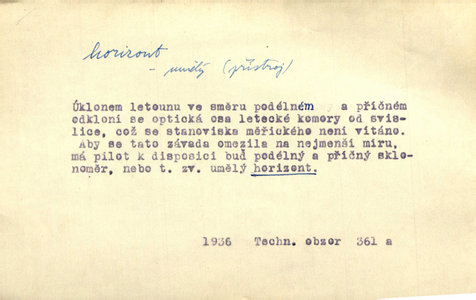 horizont
- umělý (přístroj)
Úklonem letounu ve směru podélném a příčném
odkloní se optická osa letecké komory od svis-
lice, což se stanoviska měřického není vítáno.
Aby se tato závada omezila na nejmenší míru,
má pilot k disposici buď podélný a příčný sklo-
noměr, nebo t. zv. umělý horizont.
1936 Techn. obzor 361 a